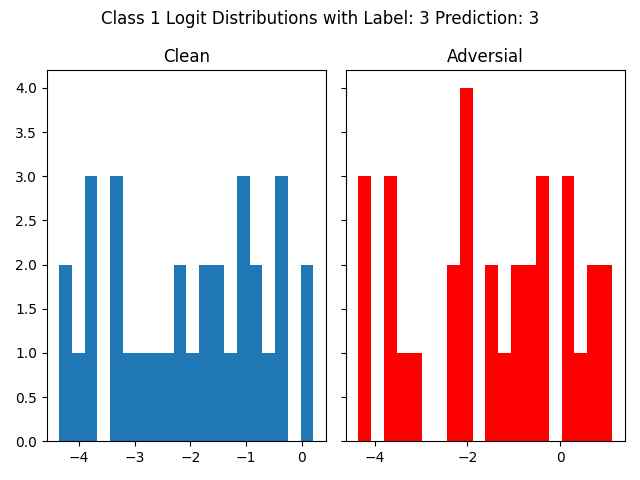 Class 1 Logit Distributions with Label: 3 Prediction: 3
Clean
Adversial
4.0
3.5
3.0
2.5
2.0
1.5
1.0
0.5
0.0
−4 −3 −2 −1 0
−4 −2 0